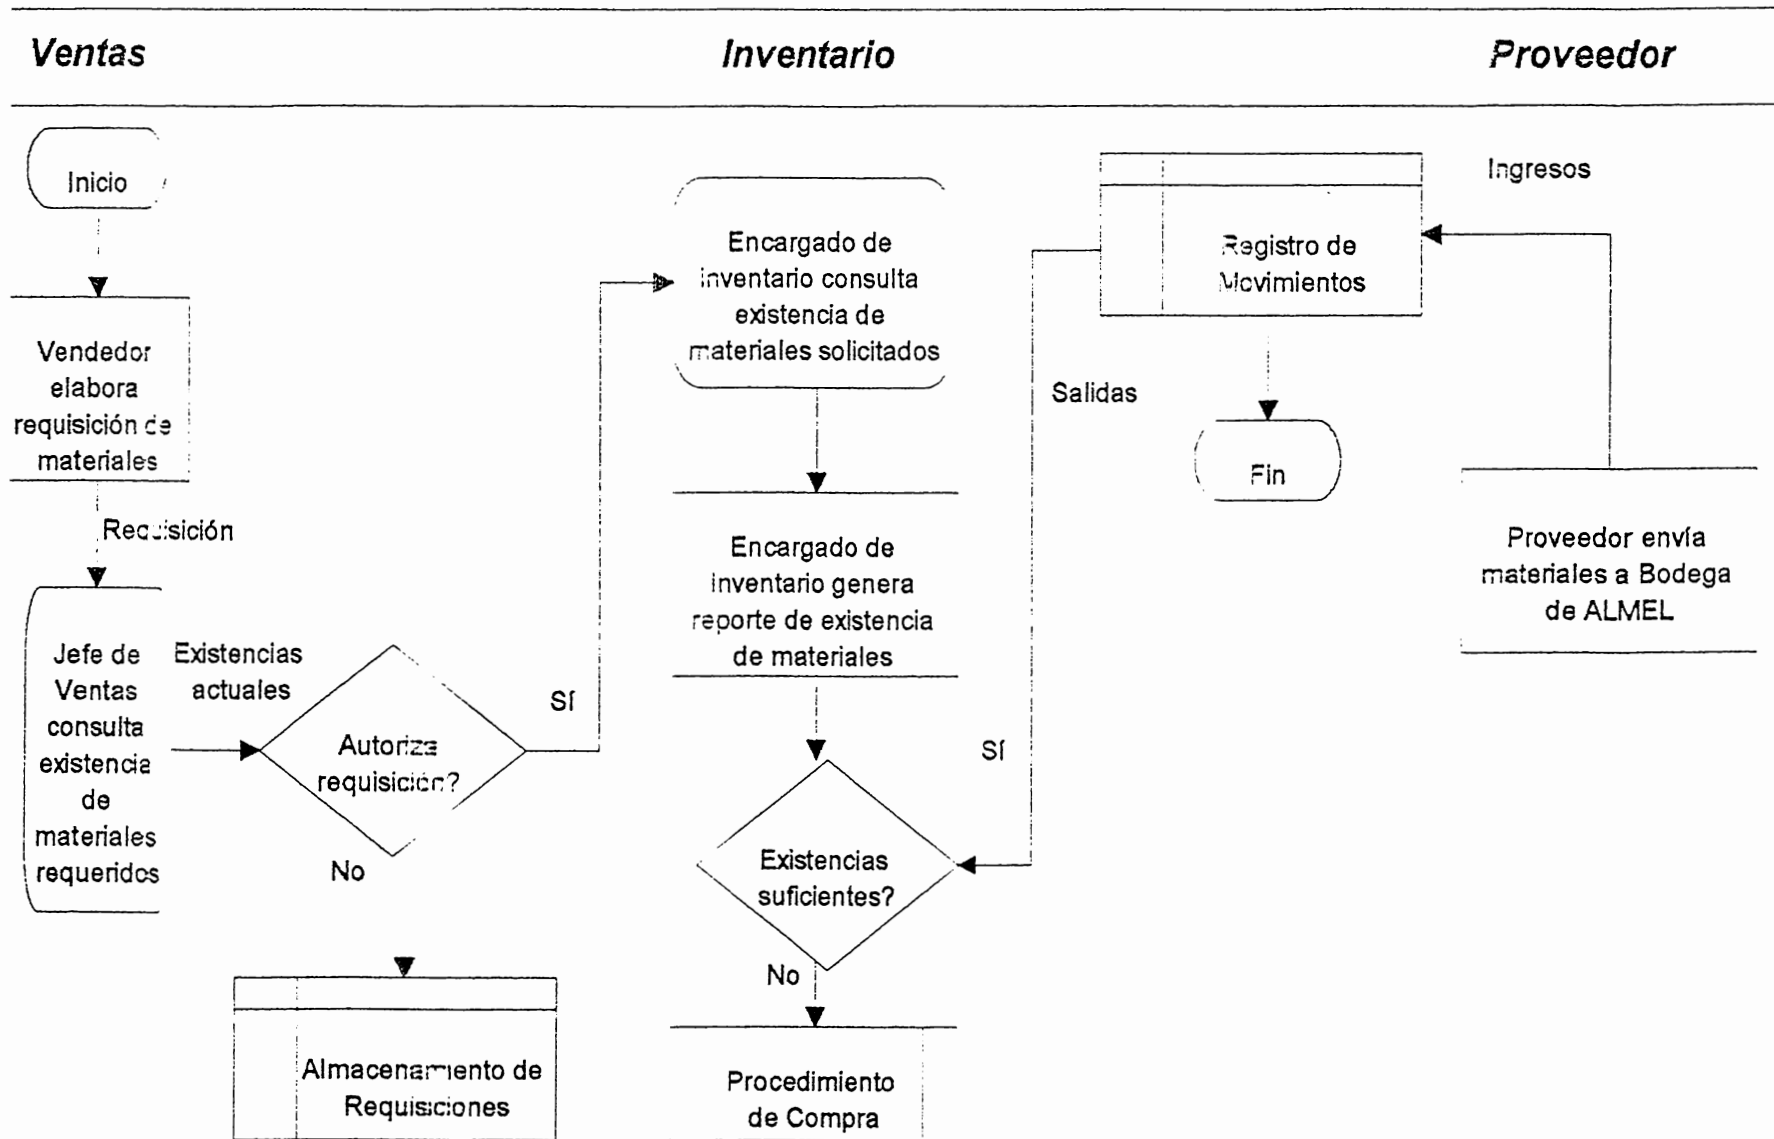 Ventas
Inventario
Proveedor
Inicio
Vendedor
elabora
requisición de
materiales
Requisición
Jefe de
Ventas
consulta
existencia
de
materiales
requeridos
Existencias
actuales
Autoriza
requisición?
Sí
No
Almacenamiento de
Requisiciones
Encargado de
inventario consulta
existencia de
materiales solicitados
Encargado de
inventario genera
reporte de existencia
de materiales
Existencias
suficientes?
Sí
No
Procedimiento
de Compra
Salidas
Registro de
Movimientos
Fin
Ingresos
Proveedor envía
materiales a Bodega
de ALMEL